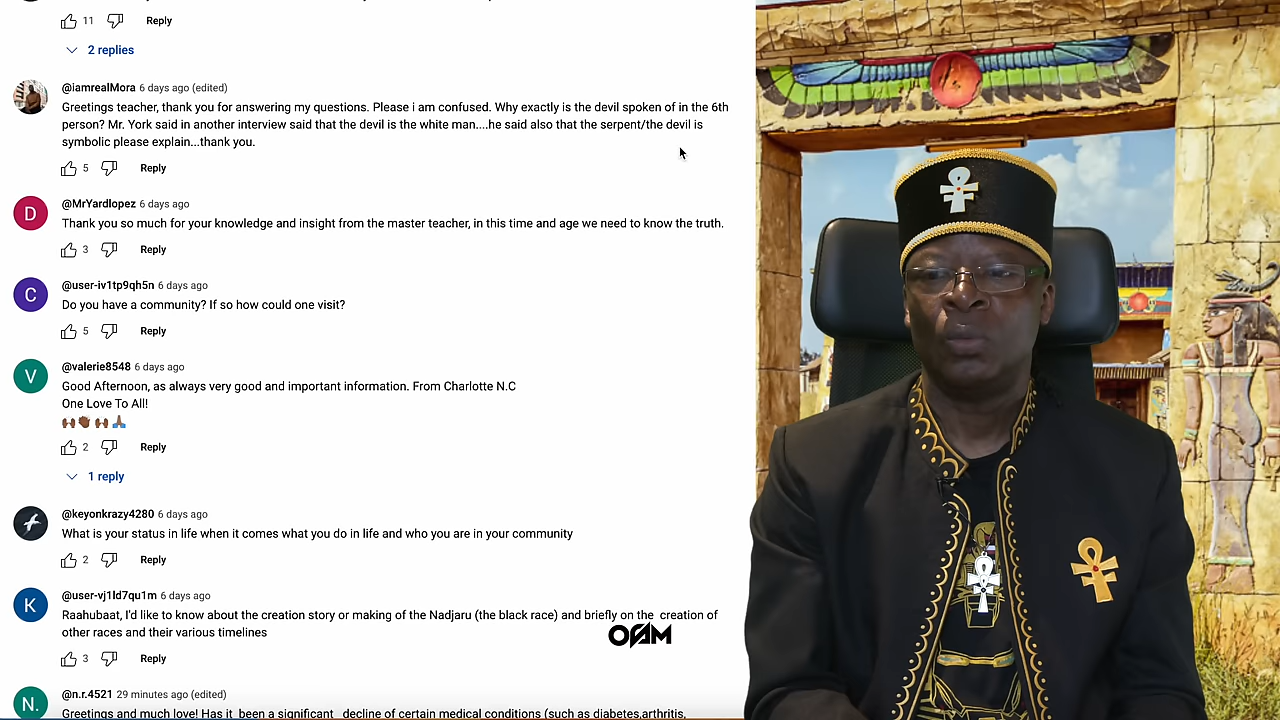 11 Reply
2 replies
@iamrealMora 6 days ago (edited)
Greetings teacher, thank you for answering my questions. Please i am confused. Why exactly is the devil spoken of in the 6th
person? Mr. York said in another interview said that the devil is the white man....he said also that the serpent/the devil is
symbolic please explain...thank you.
5 Reply
D
@MrYardlopez 6 days ago
Thank you so much for your knowledge and insight from the master teacher, in this time and age we need to know the truth.
3 Reply
C
@user-iv1tp9qh5n 6 days ago
Do you have a community? If so how could one visit?
5 Reply
V
@valerie8548 6 days ago
Good Afternoon, as always very good and important information. From Charlotte N.C
One Love To All!
🙌🏾👏🏾🙌🏾🙏🏾
2 Reply
1 reply
@keyonkrazy4280 6 days ago
What is your status in life when it comes what you do in life and who you are in your community
2 Reply
K
@user-vj1ld7qu1m 6 days ago
Raahubaat, I'd like to know about the creation story or making of the Nadjaru (the black race) and briefly on the creation of
other races and their various timelines
3 Reply
N.
@n.r.4521 29 minutes ago (edited)
Greetings and much love! Has it been a significant decline of certain medical conditions (such as diabetes,arthritis,